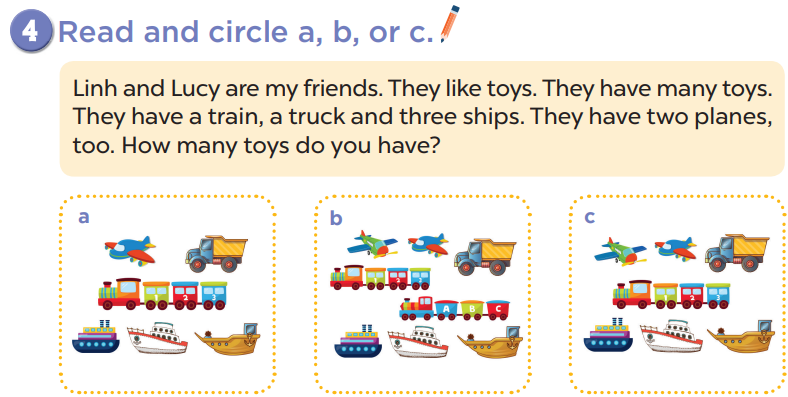 4 Read and circle a, b, or c.
Linh and Lucy are my friends. They like toys. They have many toys.
They have a train, a truck and three ships. They have two planes,
too. How many toys do you have?
a
b
c
1 2 3
A B C
1 2 3